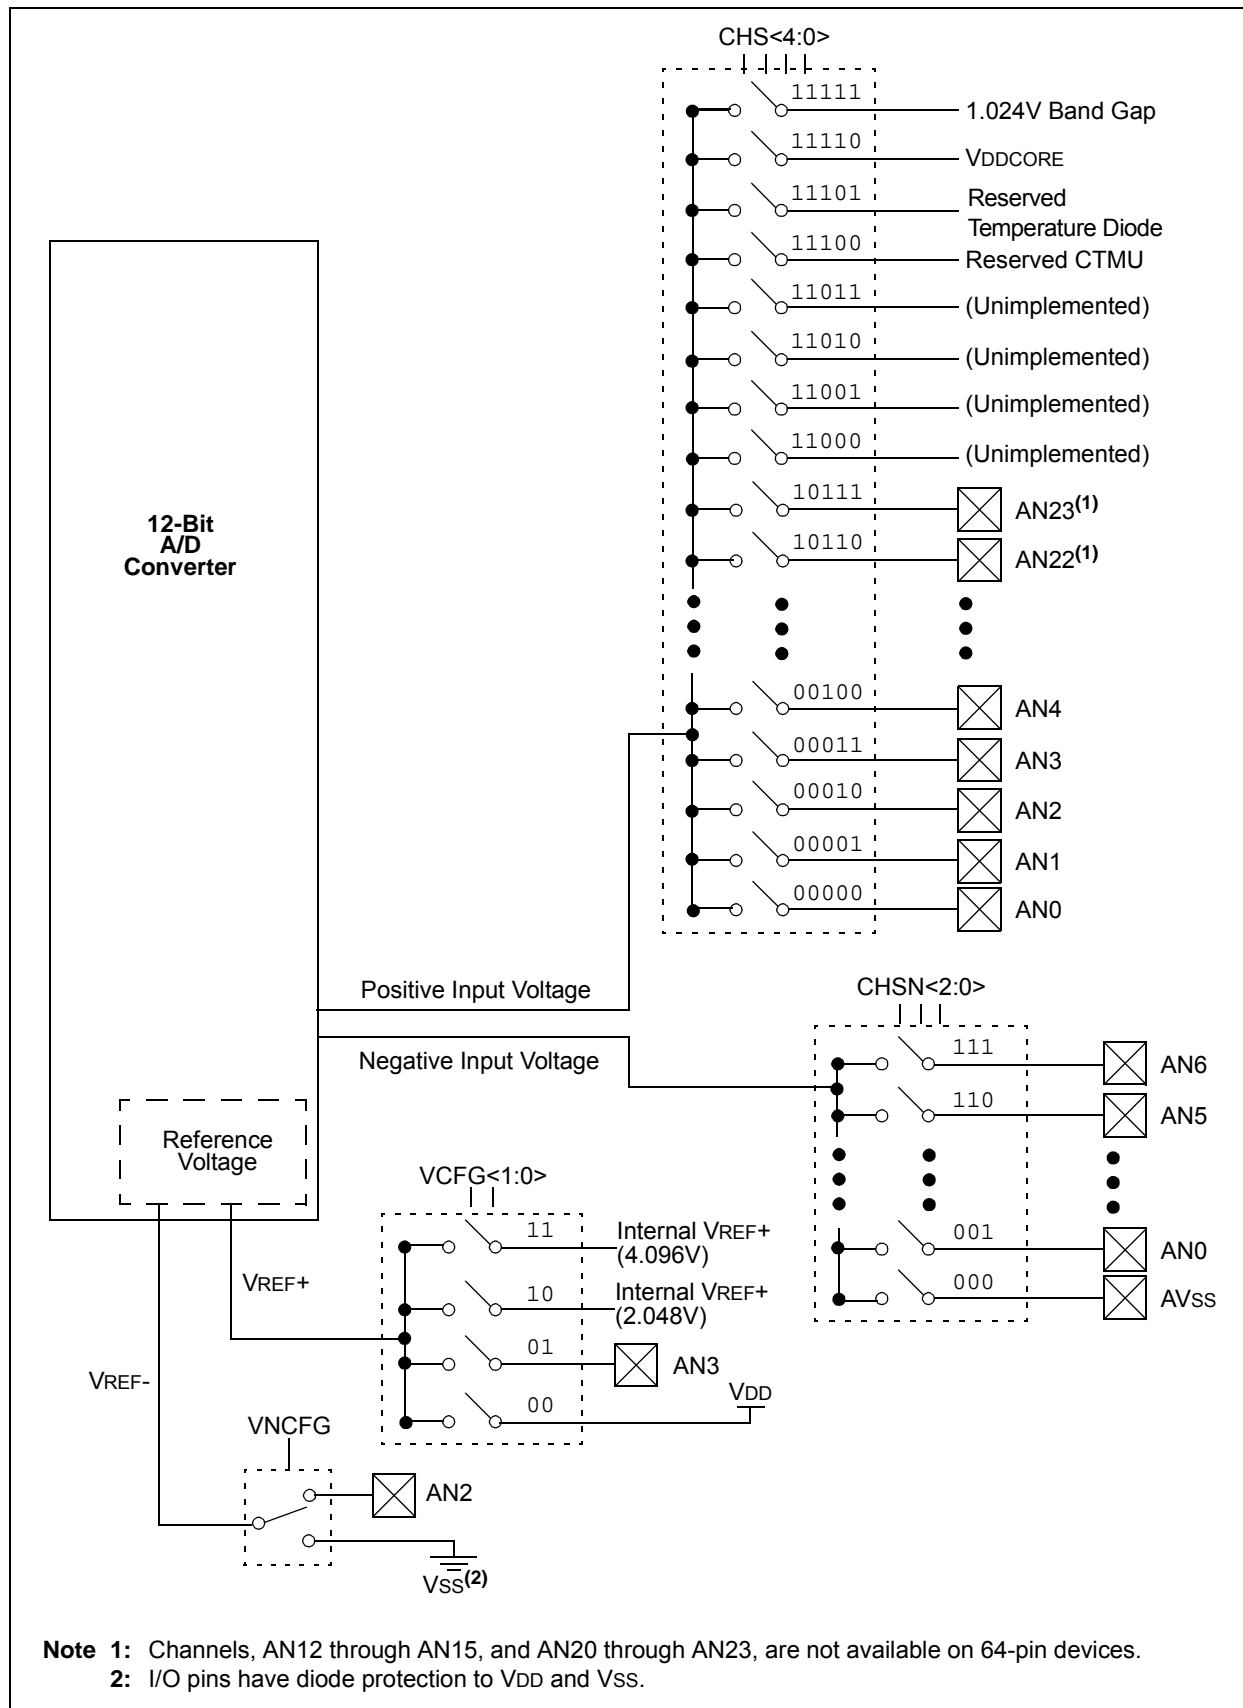 CHS<4:0>
11111
1.024V Band Gap
11110
VDDCORE
11101
Reserved
Temperature Diode
11100
Reserved CTMU
11011
(Unimplemented)
11010
(Unimplemented)
11001
(Unimplemented)
11000
(Unimplemented)
10111
AN23(1)
10110
AN22(1)
12-Bit
A/D
Converter
00100
AN4
00011
AN3
00010
AN2
00001
AN1
00000
AN0
Positive Input Voltage
Negative Input Voltage
CHSN<2:0>
111
AN6
110
AN5
001
AN0
000
AVSS
Reference
Voltage
VCFG<1:0>
11
Internal VREF+
(4.096V)
10
Internal VREF+
(2.048V)
01
AN3
00
VDD
VREF+
VREF-
VNCFG
AN2
VSS(2)
Note 1: Channels, AN12 through AN15, and AN20 through AN23, are not available on 64-pin devices.
2: I/O pins have diode protection to VDD and VSS.